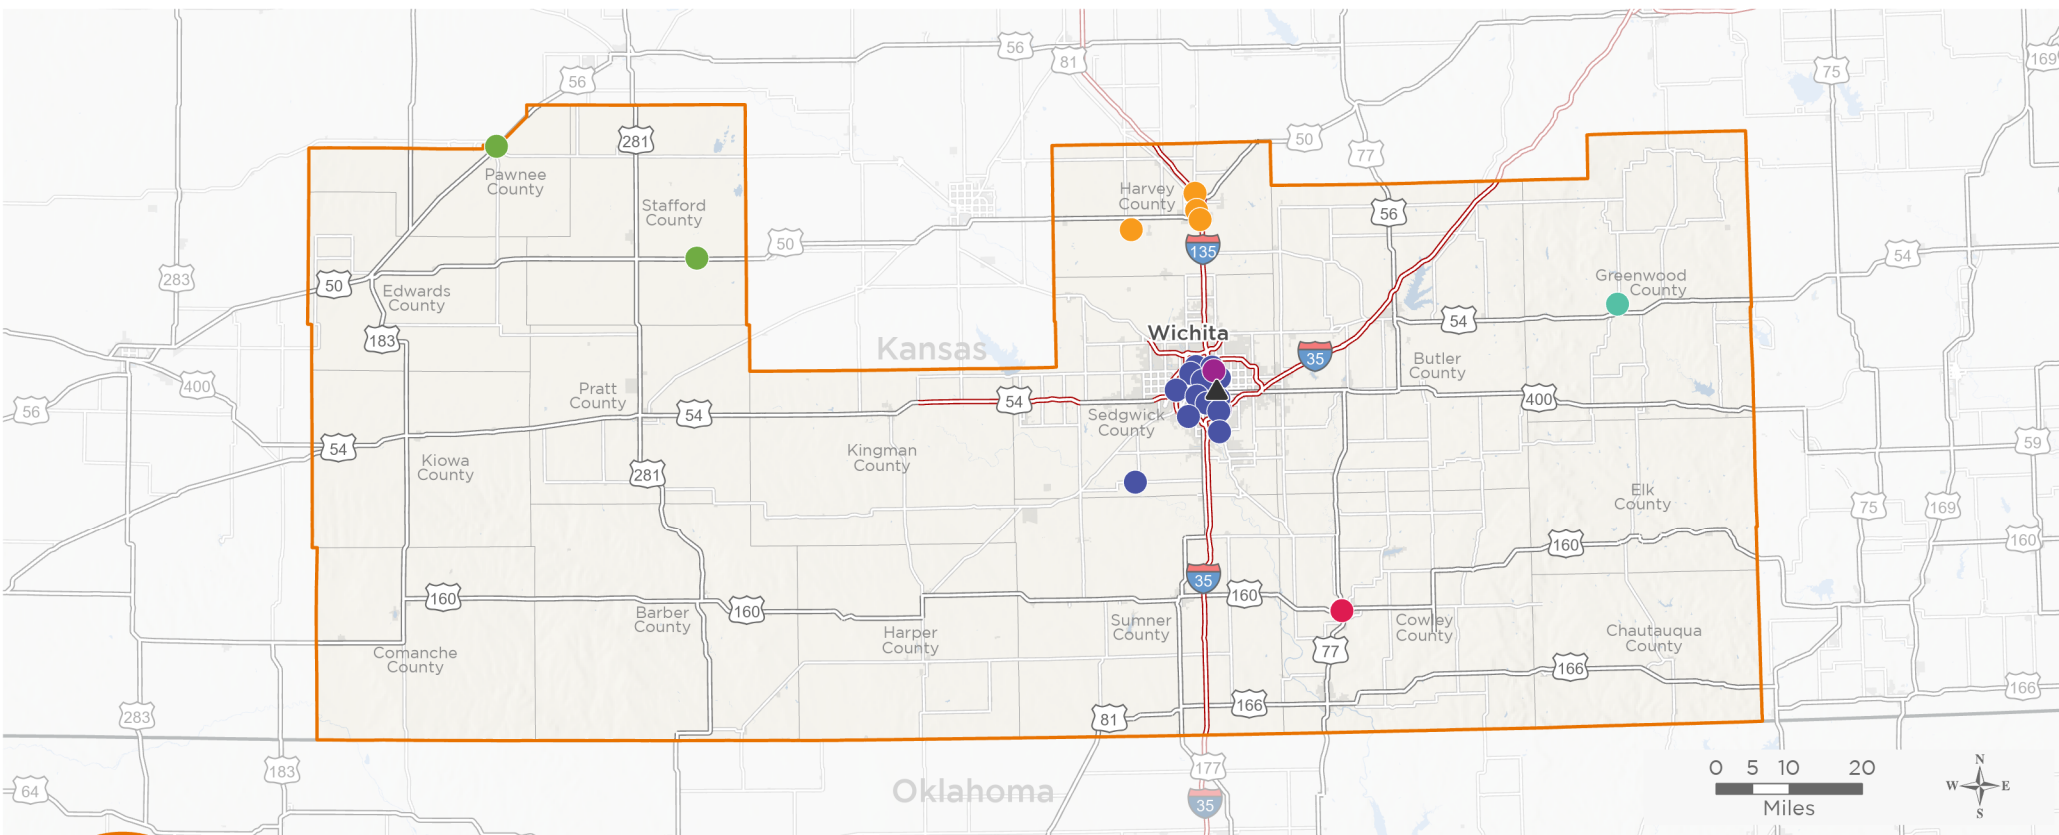 56
81
56
169
75
281
50
77
Pawnee
County
Harvey
County
Stafford
County
56
50
135
54
283
Greenwood
County
50
Edwards
County
54
183
Wichita
Kansas
35
Butler
County
400
Pratt
County
400
56
54
54
Sedgwick
County
59
54
Kiowa
County
Kingman
County
281
Elk
County
75
169
160
160
35
160
160
160
Barber
County
Harper
County
Sumner
County
Cowley
County
Chautauqua
County
Comanche
County
77
166
166
166
283
81
177
183
0 5 10 20
Miles
N
W E
S
64
Oklahoma
35